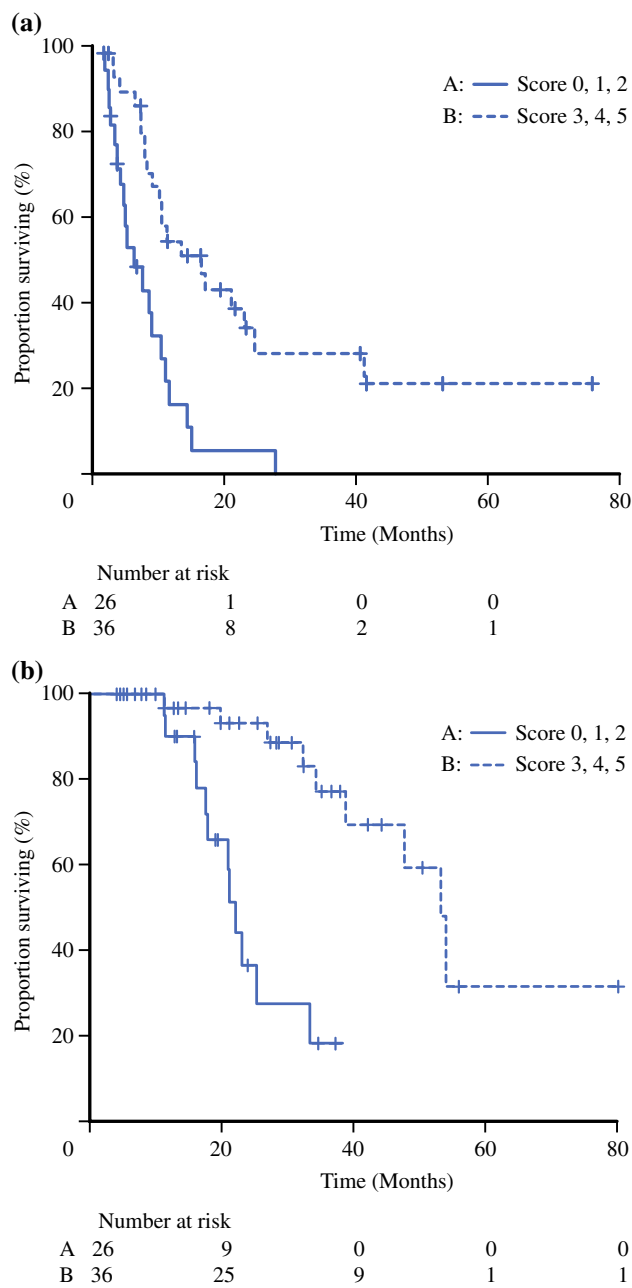 (a)
100
80
60
40
20
0
20
40
60
80
Proportion surviving (%)
Time (Months)
A: Score 0, 1, 2
B: Score 3, 4, 5
Number at risk
A 26 1 0 0
B 36 8 2 1
(b)
100
80
60
40
20
0
20
40
60
80
Proportion surviving (%)
Time (Months)
A: Score 0, 1, 2
B: Score 3, 4, 5
Number at risk
A 26 9 0 0 0
B 36 25 9 1 1